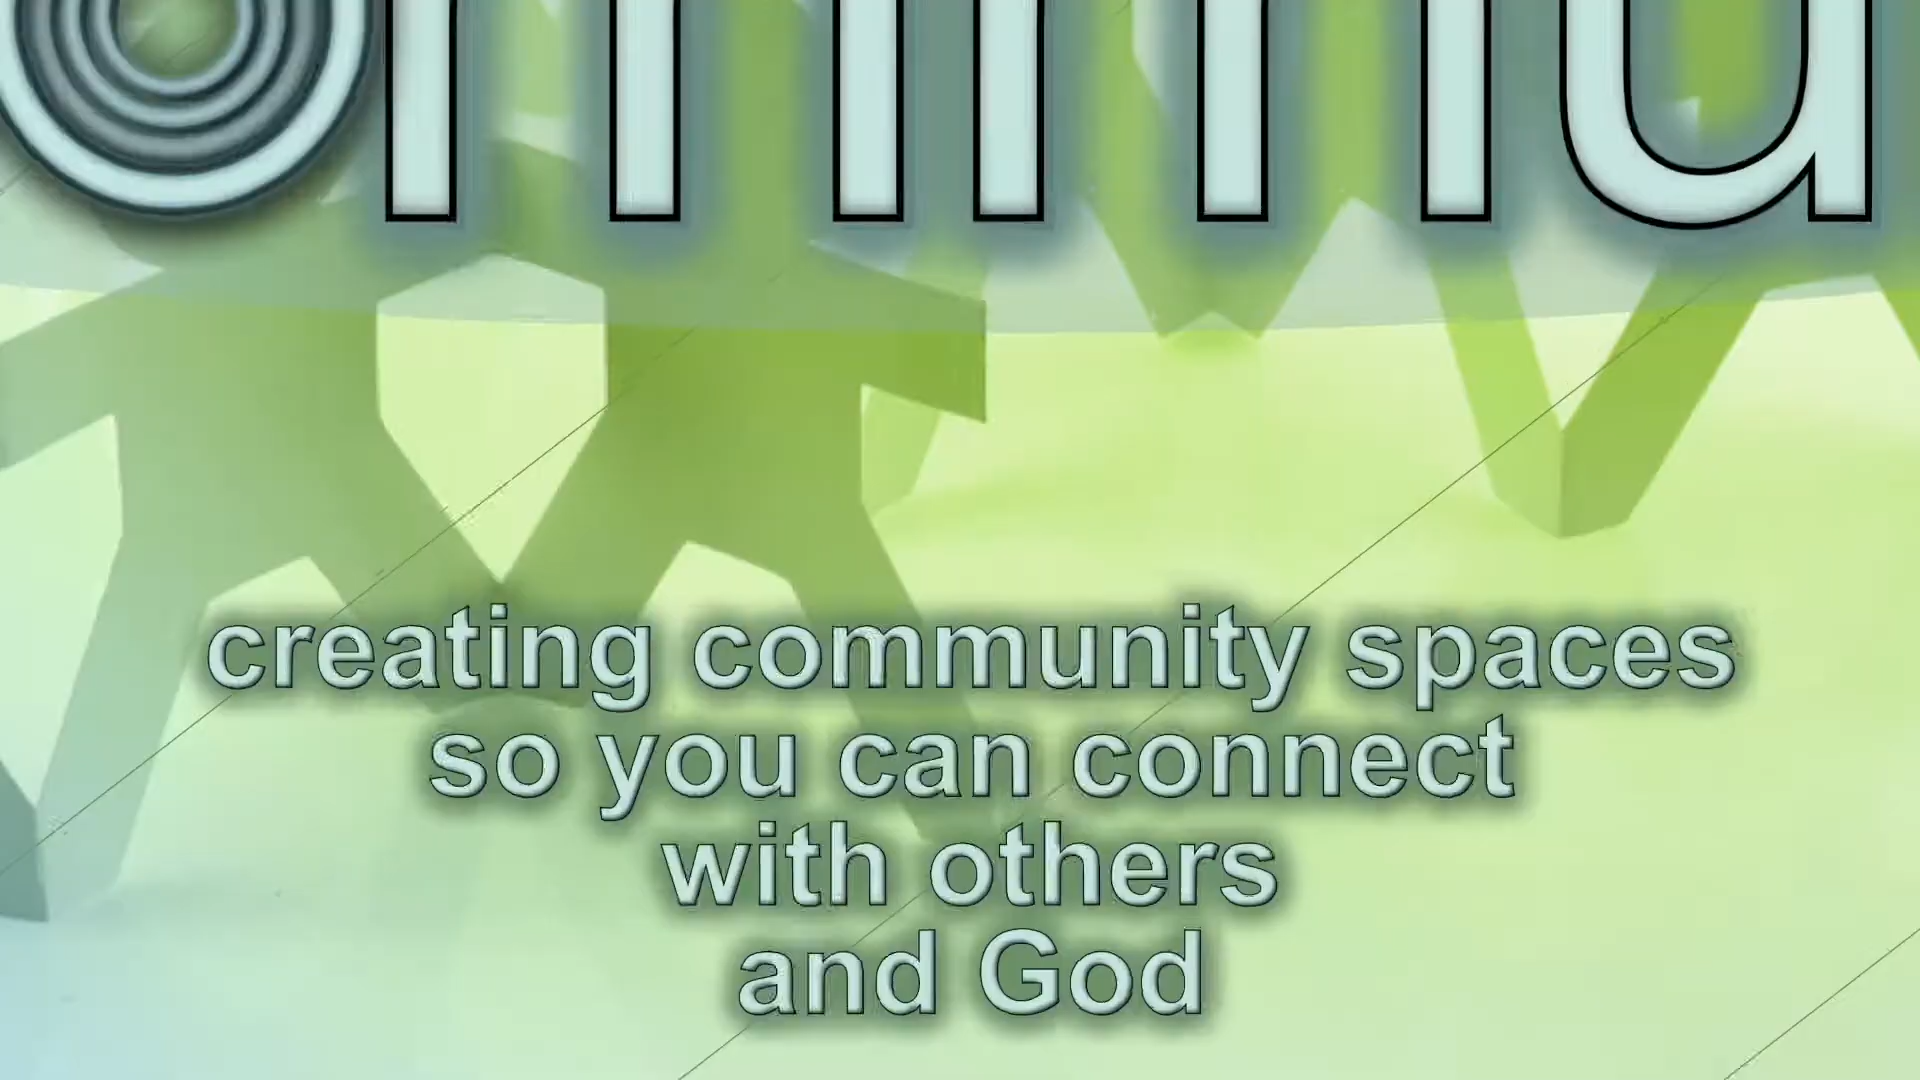 creating community spaces
so you can connect
with others
and God